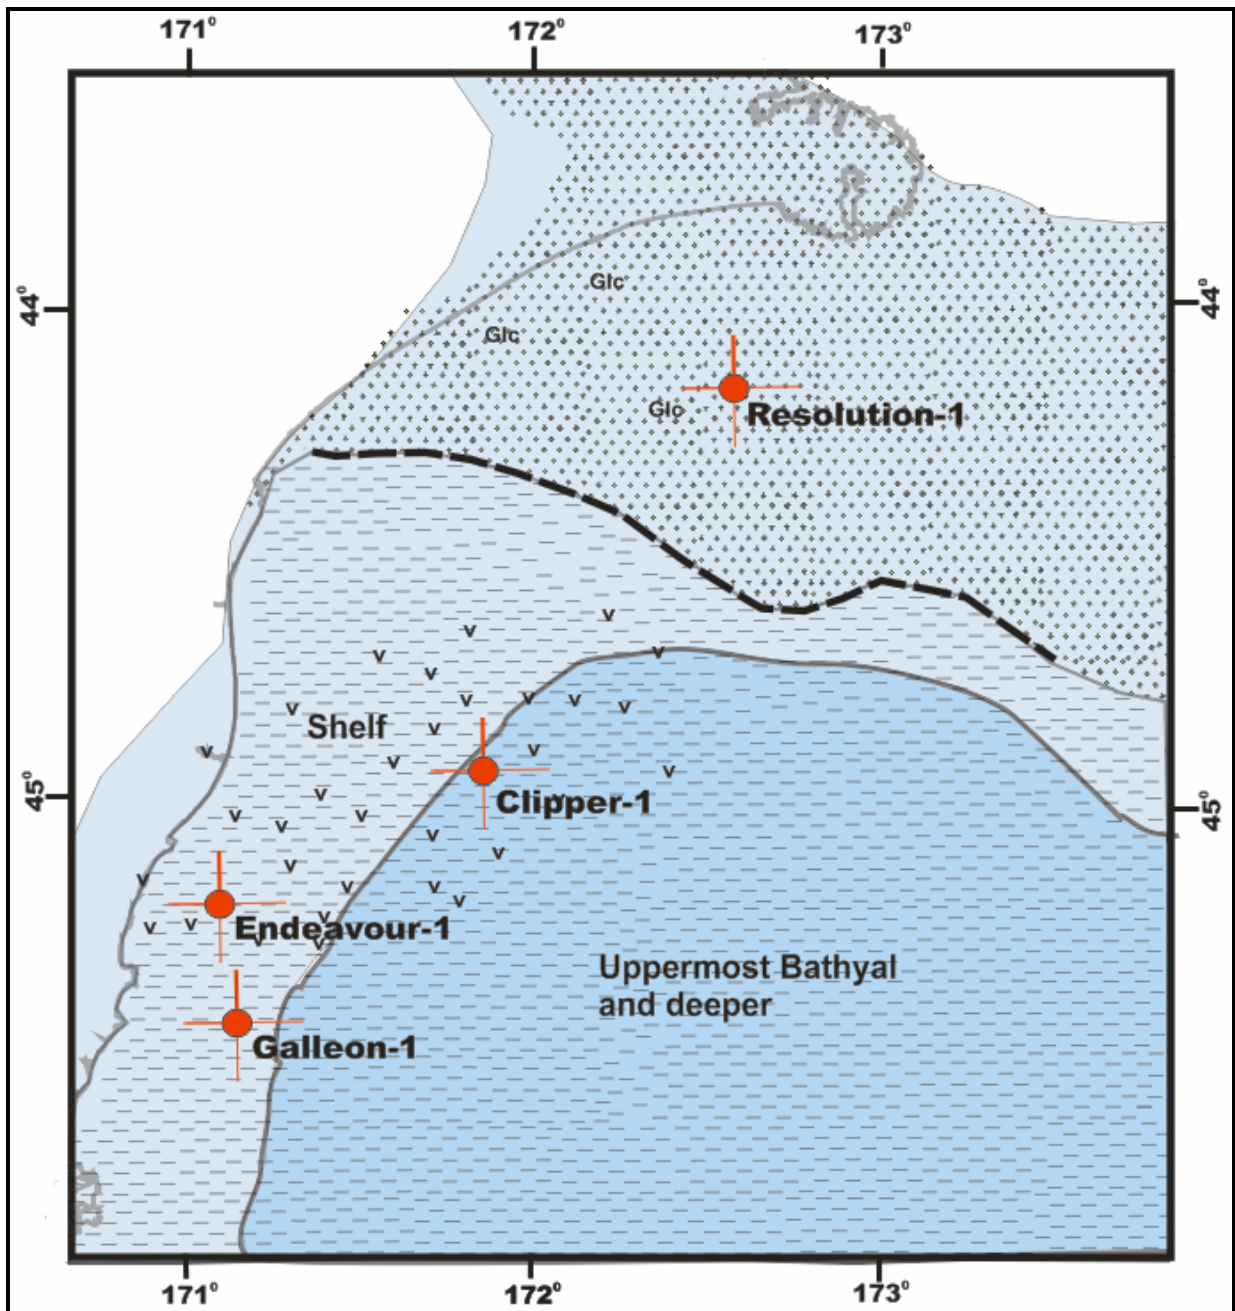 171°
172°
173°
44°
44°
Glc
Glc
Glc
Resolution-1
v
v
v
v
v
v
v
v
v
v
v
Shelf
v
v
v
v
v
Clipper-1
45°
45°
v
v
v
v
v
v
v
v
v
v
v
v
v
v
Endeavour-1
Uppermost Bathyal
and deeper
Galleon-1
171°
172°
173°